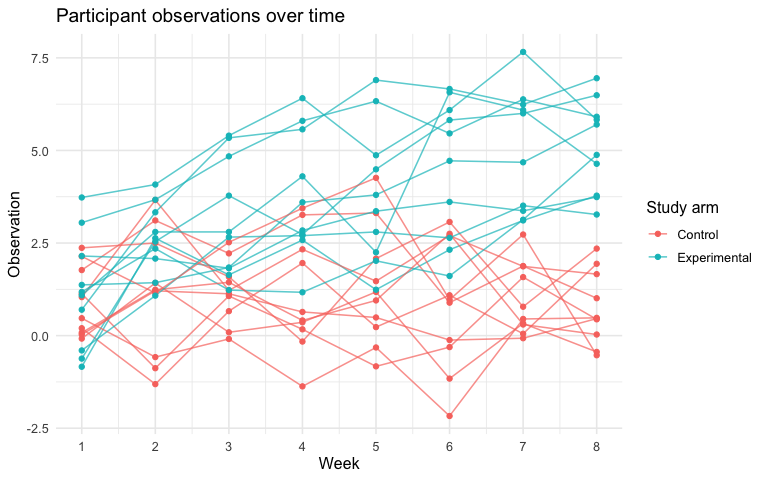 Participant observations over time
7.5
5.0
2.5
0.0
-2.5
Observation
1 2 3 4 5 6 7 8
Week
Study arm
Control
Experimental